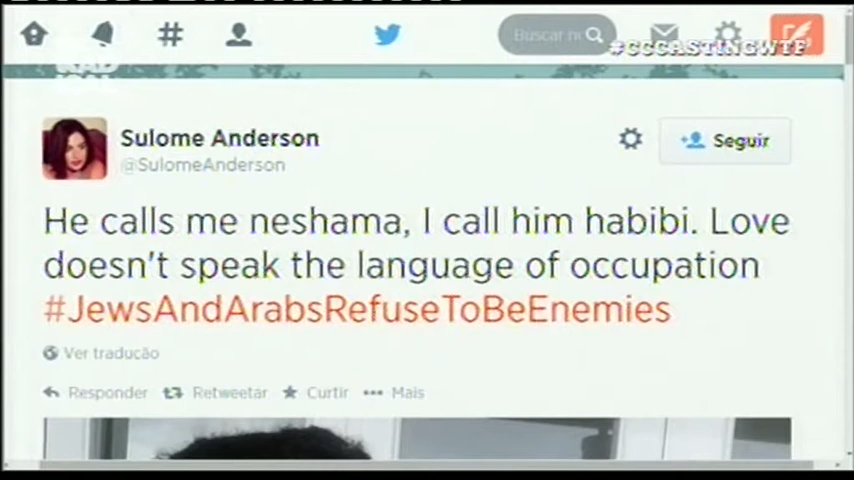 Buscar no
#CCCASTINGWTF
Sulome Anderson
@SulomeAnderson
Seguir
He calls me neshama, I call him habibi. Love
doesn't speak the language of occupation
#JewsAndArabsRefuseToBeEnemies
Ver tradução
Responder Retweetar Curtir Mais